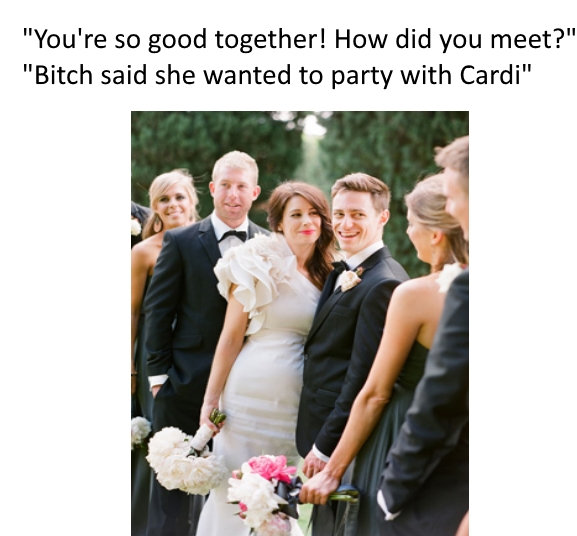 "You're so good together! How did you meet?"
"Bitch said she wanted to party with Cardi"